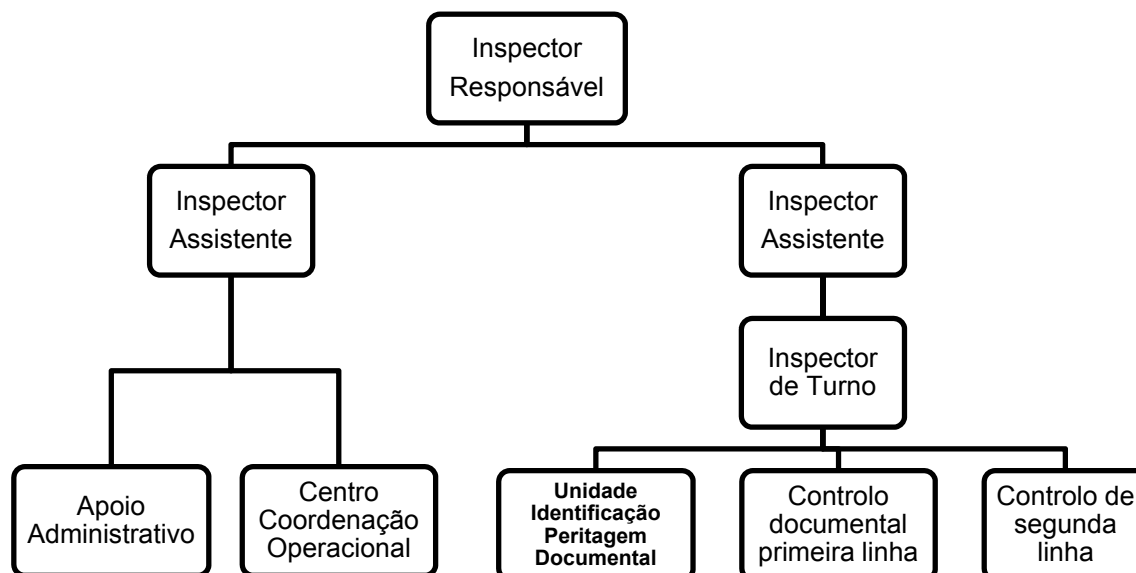 Inspector
Responsável
Inspector
Assistente
Inspector
Assistente
Inspector
de Turno
Apoio
Administrativo
Centro
Coordenação
Operacional
Unidade
Identificação
Peritagem
Documental
Controlo
documental
primeira linha
Controlo de
segunda
linha